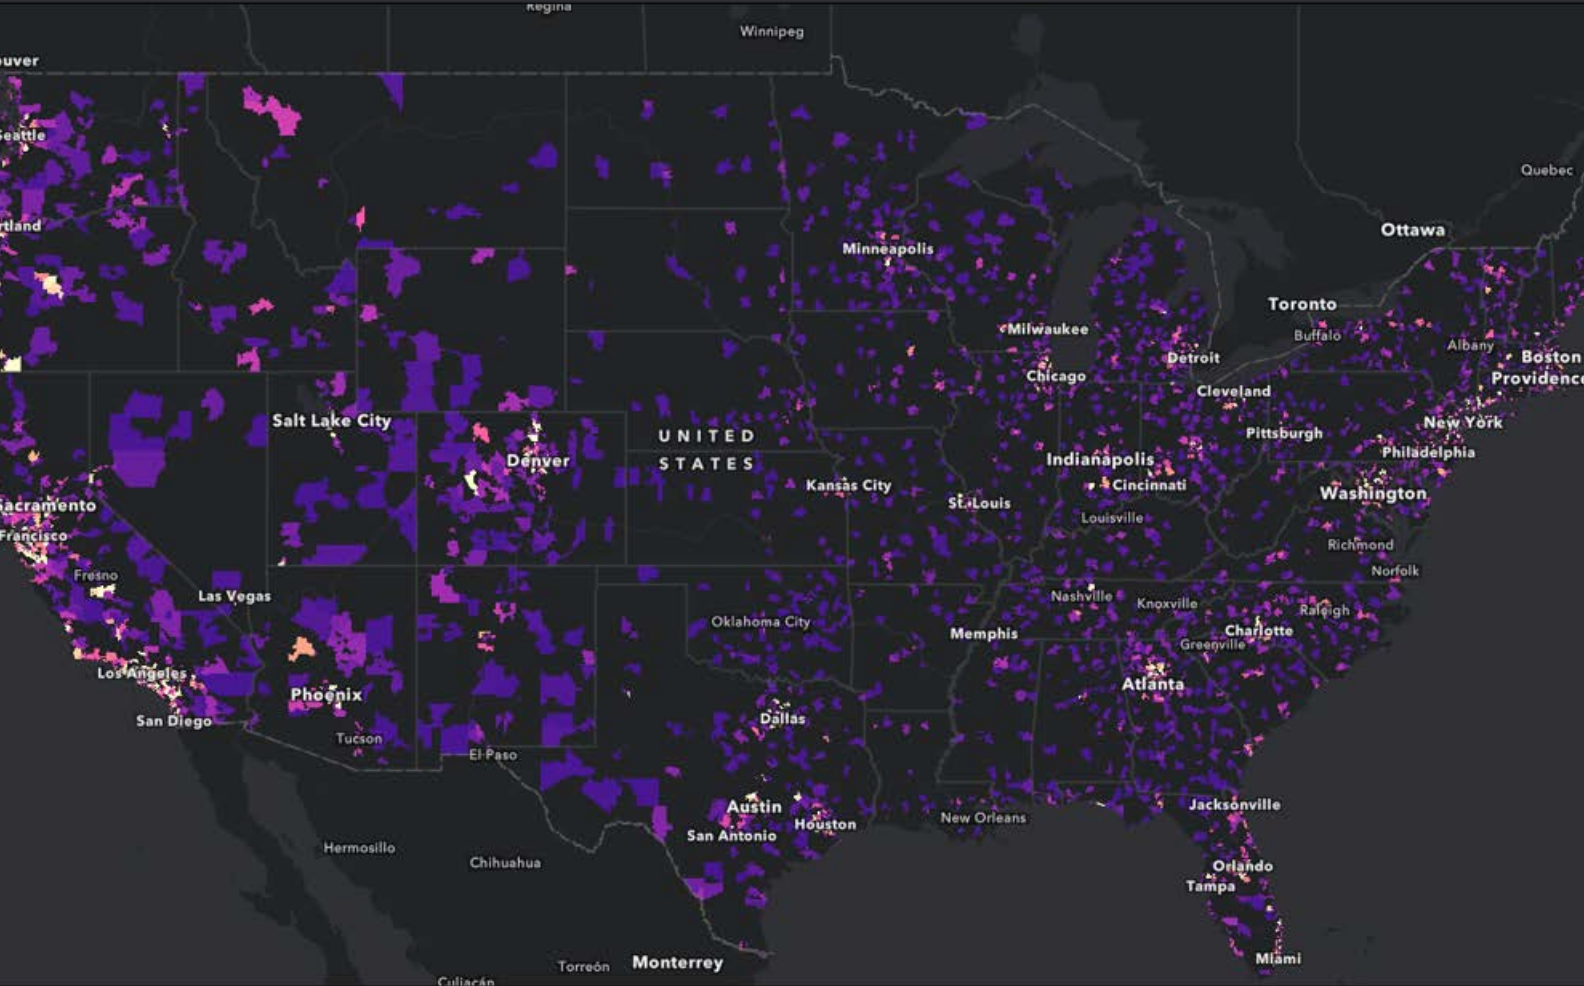 Regina
Winnipeg
ouver
Seattle
Quebec
rtland
Ottawa
Minneapolis
Toronto
Buffalo
Milwaukee
Albany
Boston
Detroit
Chicago
Providence
Cleveland
Salt Lake City
New York
UNITED
STATES
Pittsburgh
Denver
Indianapolis
Philadelphia
Kansas City
Cincinnati
Washington
Sacramento
St. Louis
Louisville
Francisco
Richmond
Fresno
Norfolk
Las Vegas
Nashville
Knoxville
Raleigh
Oklahoma City
Memphis
Charlotte
Greenville
Los Angeles
Atlanta
Phoenix
San Diego
Dallas
Tucson
El Paso
Austin
Jacksonville
New Orleans
Houston
San Antonio
Hermosillo
Chihuahua
Orlando
Tampa
Miami
Monterrey
Torreón
Culiacán